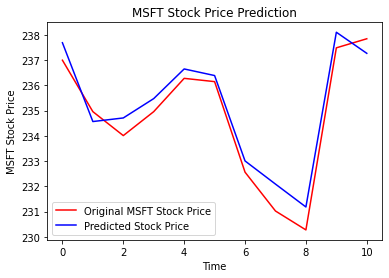 MSFT Stock Price Prediction
238
237
236
235
234
233
232
231
230
MSFT Stock Price
Original MSFT Stock Price
Predicted Stock Price
0 2 4 6 8 10
Time